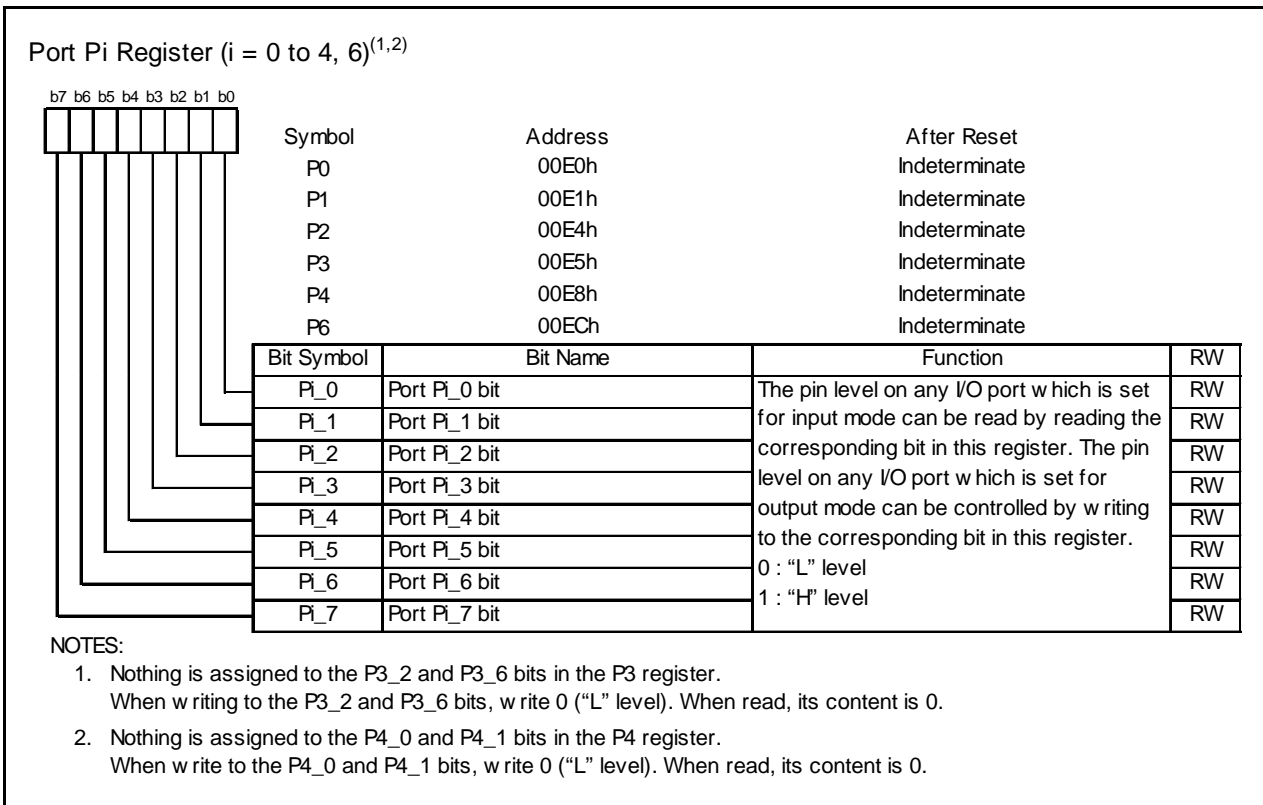 Port Pi Register (i = 0 to 4, 6)(1,2)
b7 b6 b5 b4 b3 b2 b1 b0
Symbol Address After Reset
P0 00E0h Indeterminate
P1 00E1h Indeterminate
P2 00E4h Indeterminate
P3 00E5h Indeterminate
P4 00E8h Indeterminate
P6 00ECh Indeterminate
Bit Symbol Bit Name Function RW
Pi_0 Port Pi_0 bit The pin level on any I/O port which is set RW
Pi_1 Port Pi_1 bit for input mode can be read by reading the RW
Pi_2 Port Pi_2 bit corresponding bit in this register. The pin RW
Pi_3 Port Pi_3 bit level on any I/O port which is set for RW
Pi_4 Port Pi_4 bit output mode can be controlled by writing RW
Pi_5 Port Pi_5 bit to the corresponding bit in this register. RW
Pi_6 Port Pi_6 bit 0 : “L” level RW
Pi_7 Port Pi_7 bit 1 : “H” level RW
NOTES:
1. Nothing is assigned to the P3_2 and P3_6 bits in the P3 register.
When writing to the P3_2 and P3_6 bits, write 0 (“L” level). When read, its content is 0.
2. Nothing is assigned to the P4_0 and P4_1 bits in the P4 register.
When write to the P4_0 and P4_1 bits, write 0 (“L” level). When read, its content is 0.